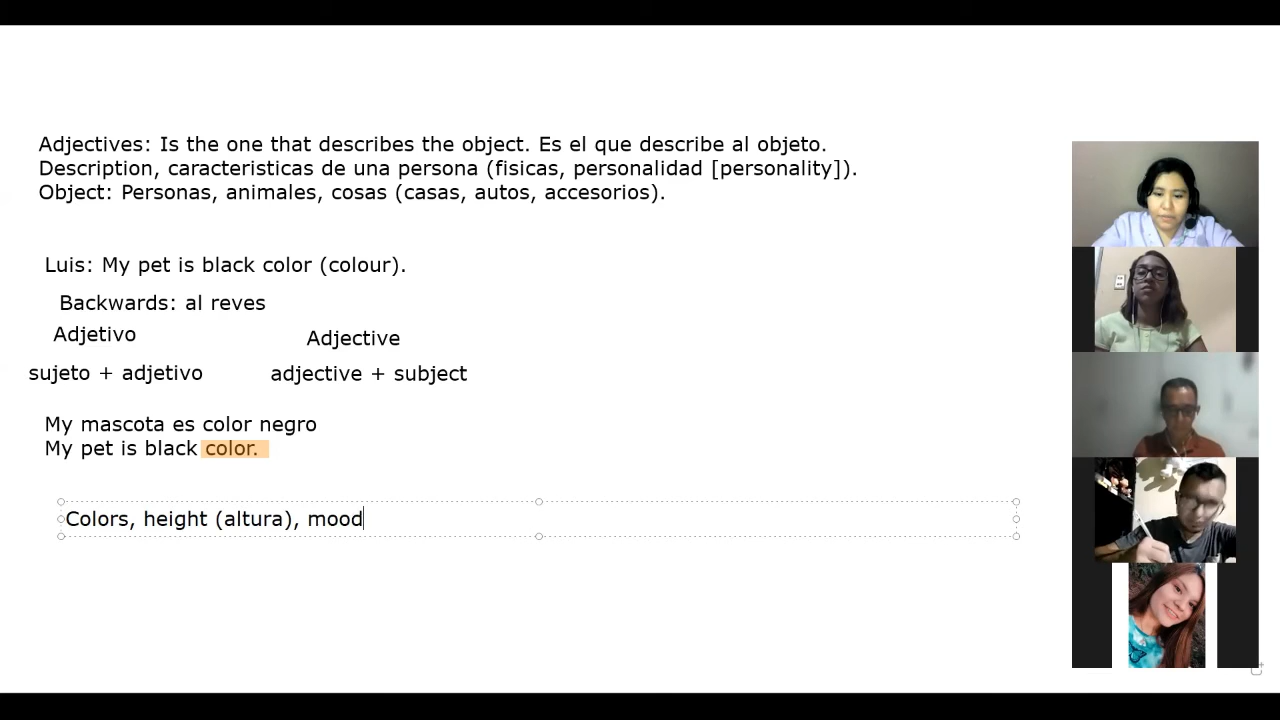 Adjectives: Is the one that describes the object. Es el que describe al objeto.
Description, caracteristicas de una persona (fisicas, personalidad [personality]).
Object: Personas, animales, cosas (casas, autos, accesorios).
Luis: My pet is black color (colour).
Backwards: al reves
Adjetivo
Adjective
sujeto + adjetivo
adjective + subject
My mascota es color negro
My pet is black color.
Colors, height (altura), mood